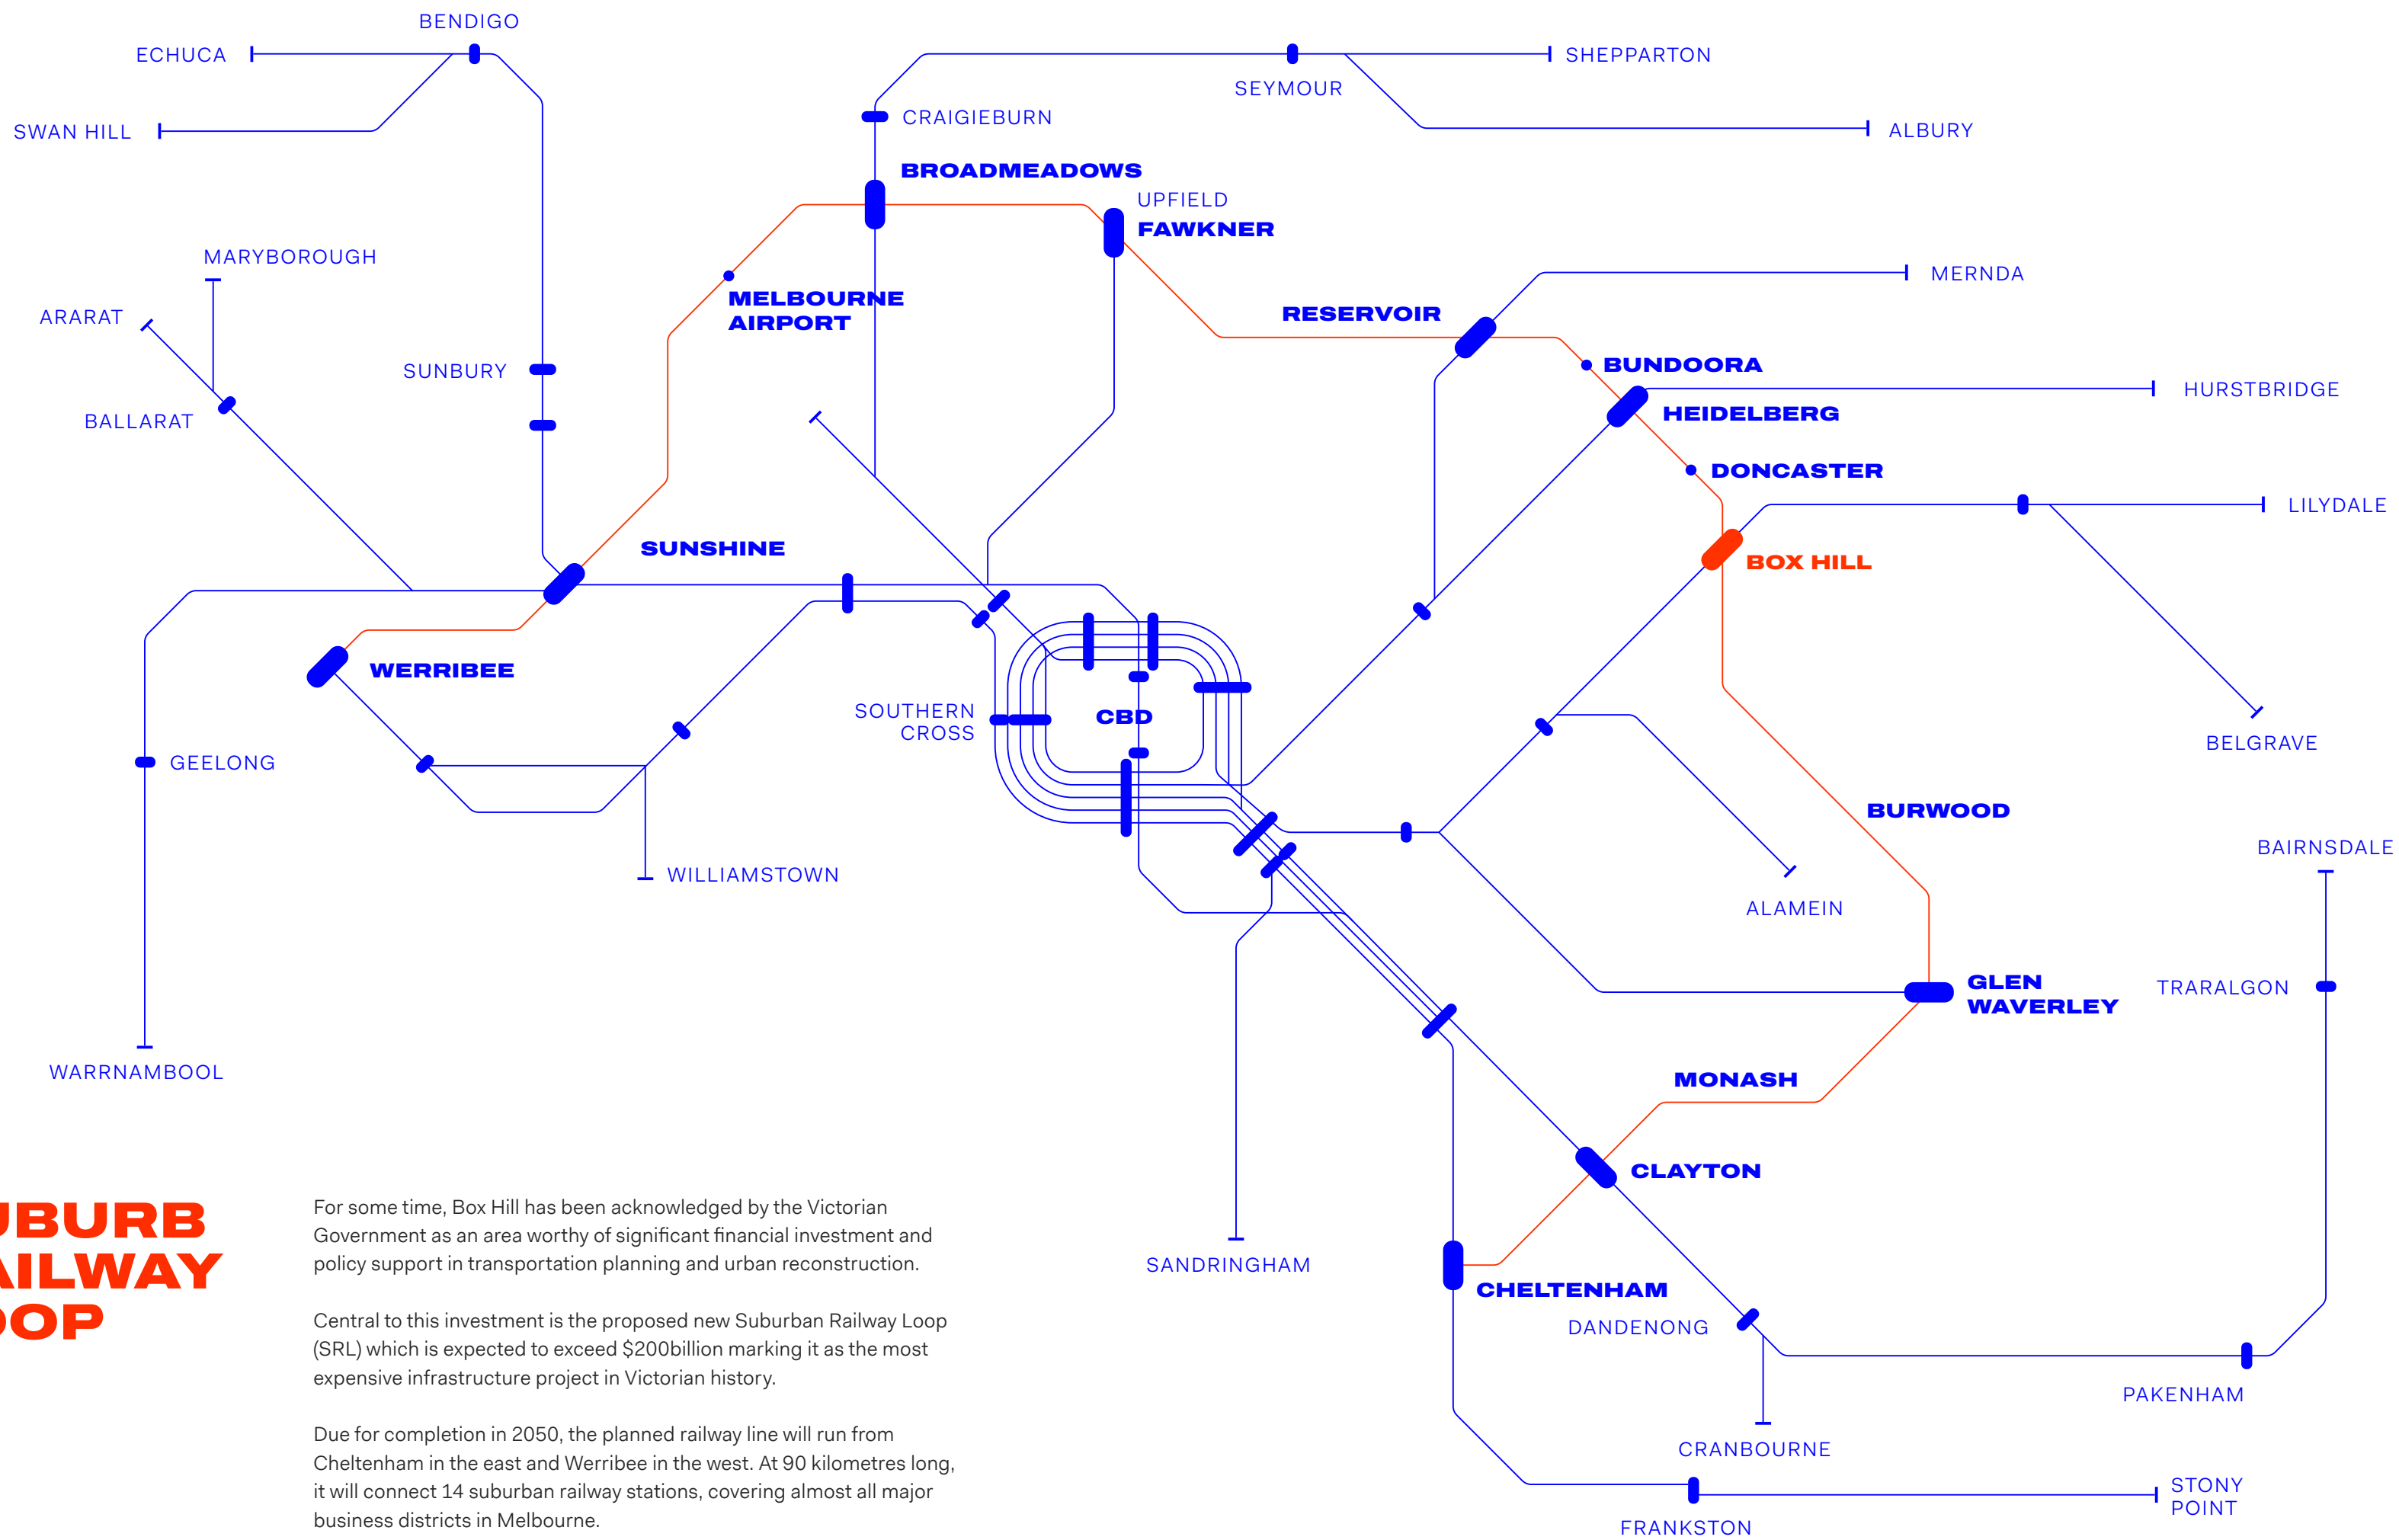 BENDIGO
ECHUCA
SHEPPARTON
SEYMOUR
CRAIGIEBURN
SWAN HILL
ALBURY
BROADMEADOWS
UPFIELD
FAWKNER
MARYBOROUGH
MERNDA
MELBOURNE
AIRPORT
ARARAT
RESERVOIR
BUNDOORA
SUNBURY
HURSTBRIDGE
HEIDELBERG
BALLARAT
DONCASTER
LILYDALE
SUNSHINE
BOX HILL
WERRIBEE
SOUTHERN
CROSS
CBD
BELGRAVE
GEELONG
BURWOOD
BAIRNSDALE
WILLIAMSTOWN
ALAMEIN
GLEN
WAVERLEY
TRARALGON
WARRNAMBOOL
MONASH
CLAYTON
SANDRINGHAM
CHELTENHAM
DANDENONG
PAKENHAM
CRANBOURNE
STONY
POINT
FRANKSTON
UBURB
AILWAY
OOP
For some time, Box Hill has been acknowledged by the Victorian
Government as an area worthy of significant financial investment and
policy support in transportation planning and urban reconstruction.
Central to this investment is the proposed new Suburban Railway Loop
(SRL) which is expected to exceed $200billion marking it as the most
expensive infrastructure project in Victorian history.
Due for completion in 2050, the planned railway line will run from
Cheltenham in the east and Werribee in the west. At 90 kilometres long,
it will connect 14 suburban railway stations, covering almost all major
business districts in Melbourne.